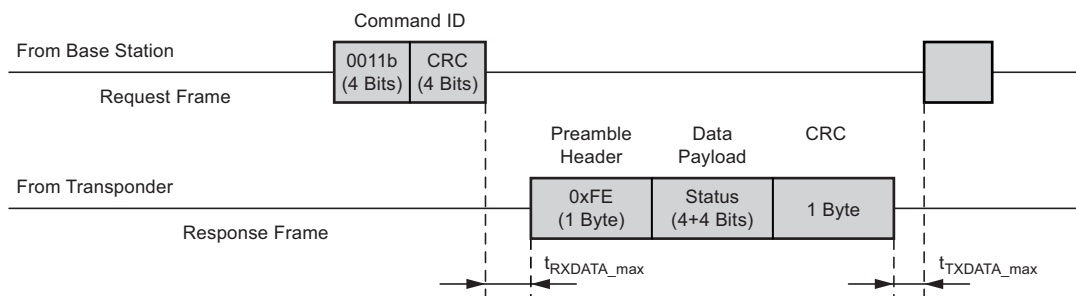 Command ID
From Base Station
0011b
(4 Bits)
CRC
(4 Bits)
Request Frame
Preamble
Header
Data
Payload
CRC
From Transponder
0xFE
(1 Byte)
Status
(4+4 Bits)
1 Byte
Response Frame
tRXDATA_max
tTXDATA_max